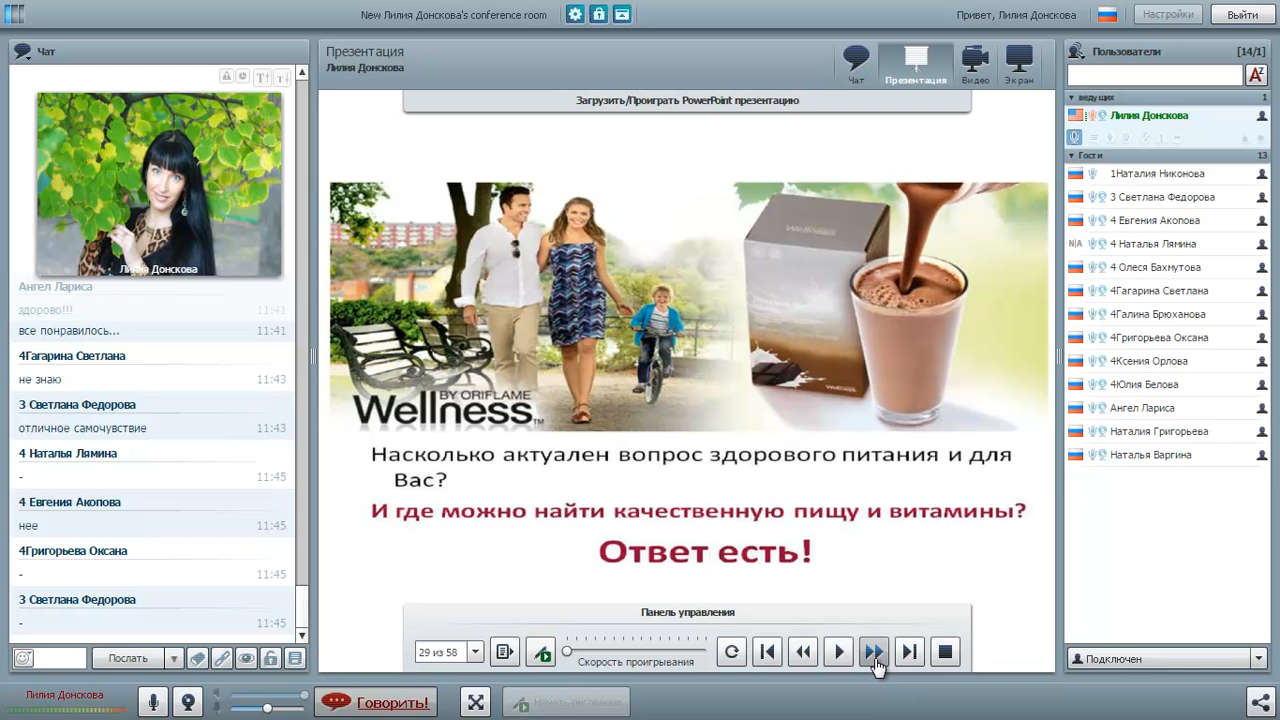 New Лилия Донскова's conference room
Привет, Лилия Донскова
Настройки
Выйти
Чат
Лилия Донскова
Ангел Лариса
здорово!!!
11:41
все понравилось...
11:41
4Гагарина Светлана
не знаю
11:43
3 Светлана Федорова
отличное самочувствие
11:43
4 Наталья Лямина
-
11:45
4 Евгения Акопова
нее
11:45
4Григорьева Оксана
-
11:45
3 Светлана Федорова
-
11:45
Послать
Презентация
Лилия Донскова
Чат
Презентация
Видео
Экран
Загрузить/Проиграть PowerPoint презентацию
Wellness
BY ORIFLAME
Wellness™
Насколько актуален вопрос здорового питания и для
Вас?
И где можно найти качественную пищу и витамины?
Ответ есть!
Панель управления
29 из 58
Скорость проигрывания
Пользователи
[14/1]
ведущих
1
Лилия Донскова
Гости
13
1Наталия Никонова
3 Светлана Федорова
4 Евгения Акопова
N/A
4 Наталья Лямина
4 Олеся Бахмутова
4Гагарина Светлана
4Галина Брюханова
4Григорьева Оксана
4Ксения Орлова
4Юлия Белова
Ангел Лариса
Наталия Григорьева
Наталья Варгина
Подключен
Лилия Донскова
Говорить!